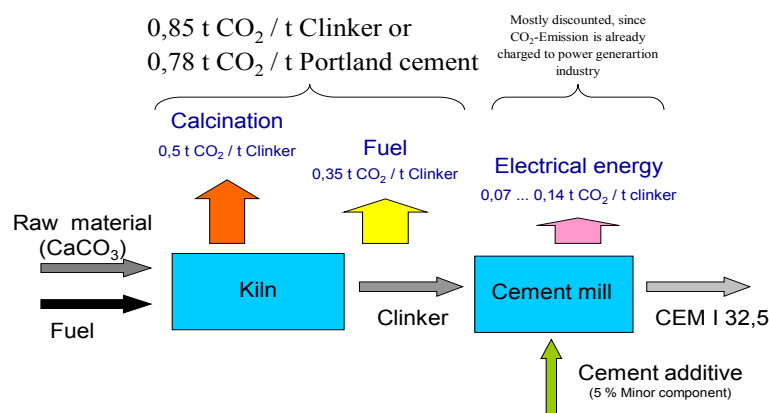 0,85 t CO₂ / t Clinker or
0,78 t CO₂ / t Portland cement
Mostly discounted, since
CO₂-Emission is already
charged to power generartion
industry
Calcination
0,5 t CO₂ / t Clinker
Fuel
0,35 t CO₂ / t Clinker
Electrical energy
0,07 ... 0,14 t CO₂ / t clinker
Raw material
(CaCO₃)
Fuel
Kiln
Clinker
Cement mill
CEM I 32,5
Cement additive
(5 % Minor component)